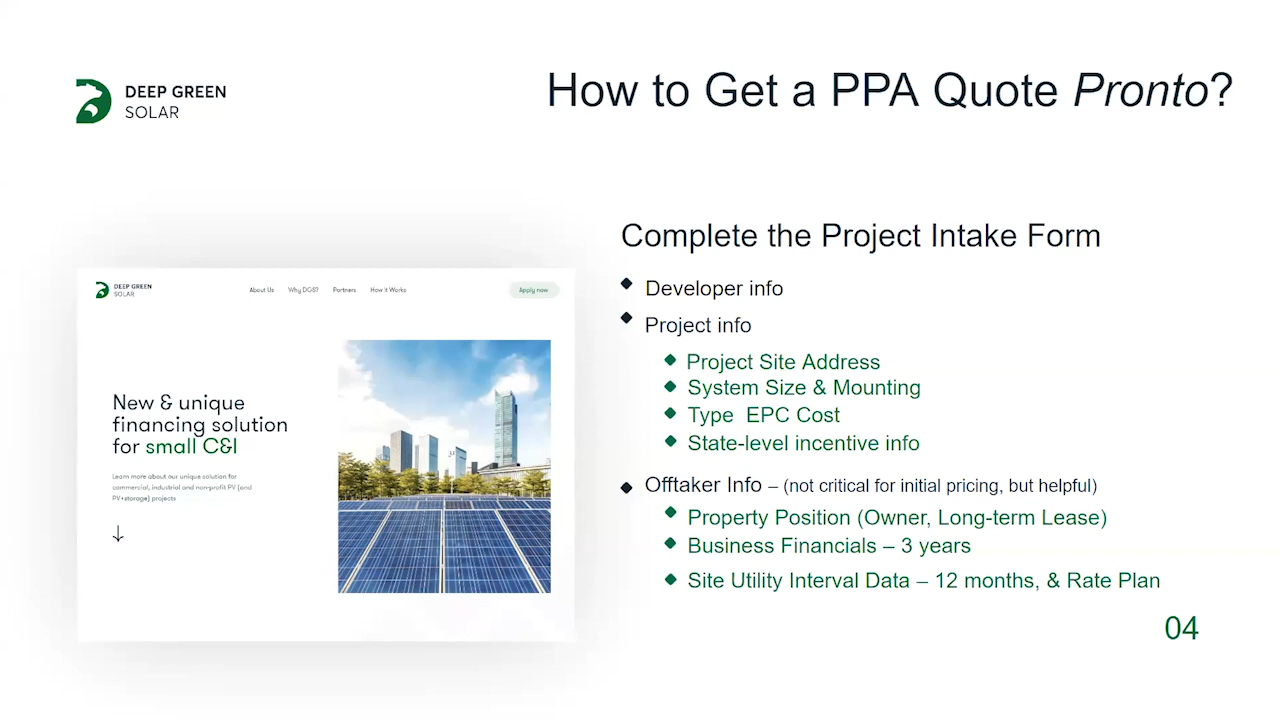 DEEP GREEN
SOLAR
How to Get a PPA Quote Pronto?
Complete the Project Intake Form
Developer info
Project info
Project Site Address
System Size & Mounting
Type  EPC Cost
State-level incentive info
Offtaker Info – (not critical for initial pricing, but helpful)
Property Position (Owner, Long-term Lease)
Business Financials – 3 years
Site Utility Interval Data – 12 months, & Rate Plan
04
DEEP GREEN
SOLAR
About Us Why DGS? Partners How It Works Apply now
New & unique
financing solution
for small C&I
Learn more about our unique solution for
commercial, industrial and non-profit PV (and
PV+storage) projects